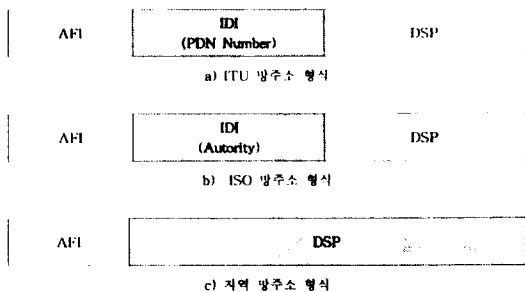 AFI IDI DSP
(PDN Number)
a) ITU 망주소 형식
AFI IDI DSP
(Autority)
b) ISO 망주소 형식
AFI DSP
c) 지역 망주소 형식